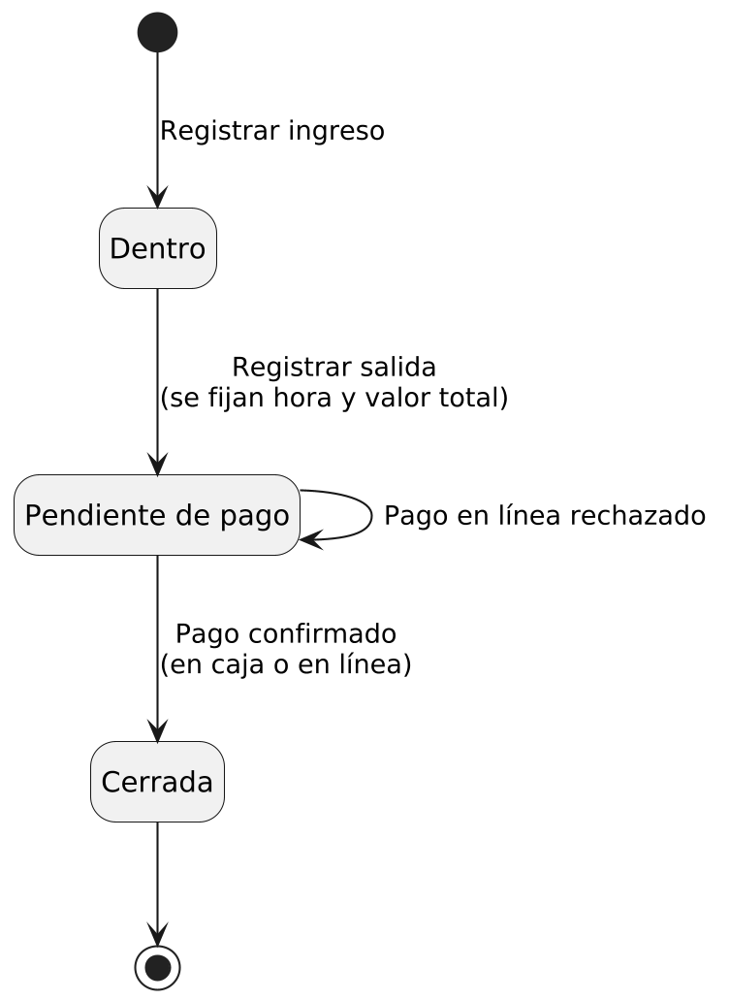 Registrar ingreso
Dentro
Registrar salida
(se fijan hora y valor total)
Pendiente de pago
Pago en línea rechazado
Pago confirmado
(en caja o en línea)
Cerrada